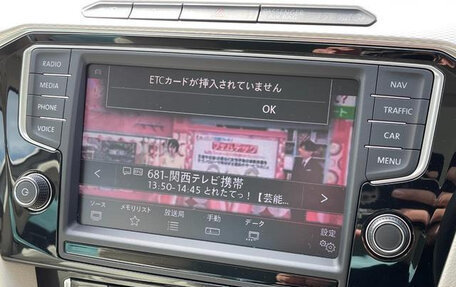 RADIO
MEDIA
PHONE
VOICE
NAV
TRAFFIC
CAR
MENU
ETCカードが挿入されていません
OK
681-関西テレビ携帯
13:50-14:45 とれたてっ!【芸能...
ソース
メモリリスト
放送局
手動
データ
設定